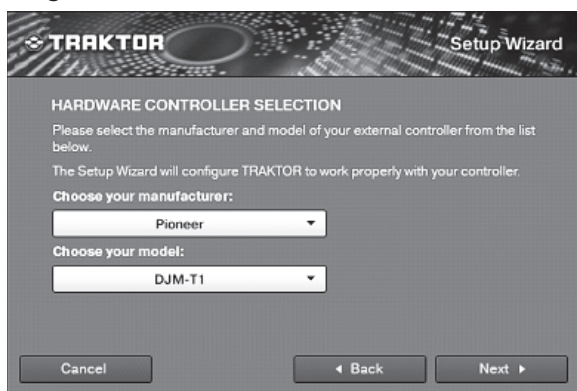 TRAKTOR
Setup Wizard
HARDWARE CONTROLLER SELECTION
Please select the manufacturer and model of your external controller from the list
below.
The Setup Wizard will configure TRAKTOR to work properly with your controller.
Choose your manufacturer:
Pioneer
Choose your model:
DJM-T1
Cancel
Back
Next